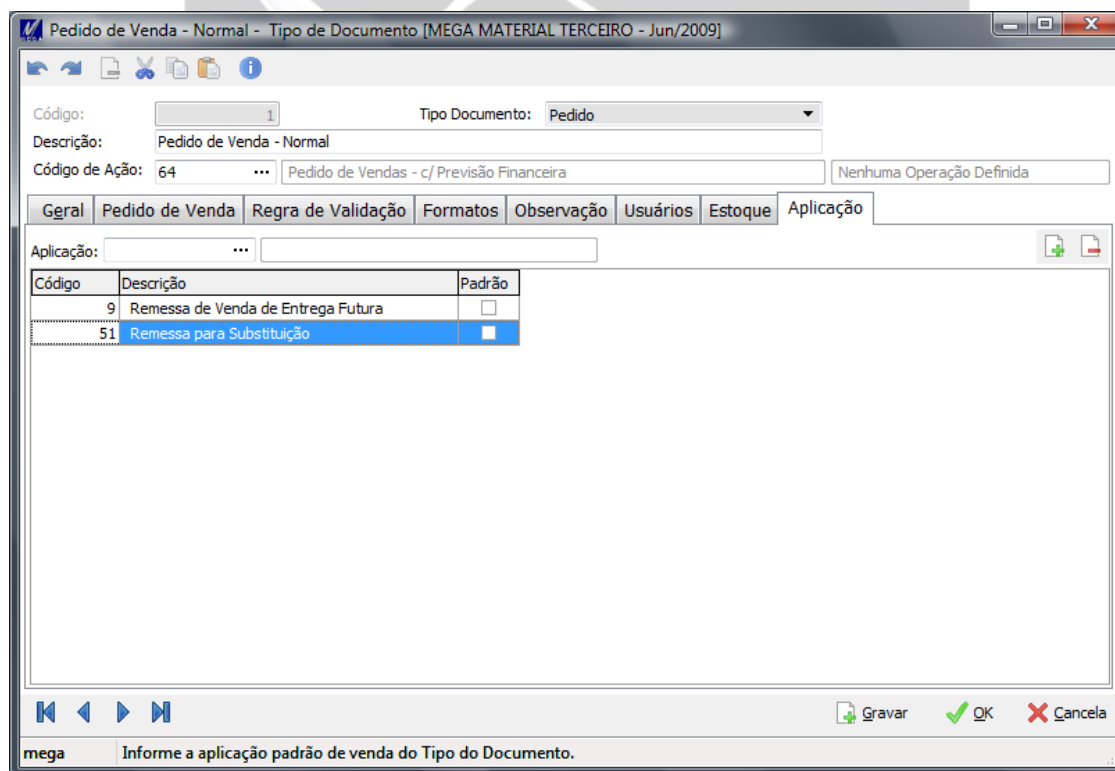 Pedido de Venda - Normal - Tipo de Documento [MEGA MATERIAL TERCEIRO - Jun/2009]
Código: 1 Tipo Documento: Pedido
Descrição: Pedido de Venda - Normal
Código de Ação: 64 ... Pedido de Vendas - c/ Previsão Financeira Nenhuma Operação Definida
Geral Pedido de Venda Regra de Validação Formatos Observação Usuários Estoque Aplicação
Aplicação: ...
Código Descrição Padrão
9 Remessa de Venda de Entrega Futura
51 Remessa para Substituição
Gravar OK Cancela
mega Informe a aplicação padrão de venda do Tipo do Documento.